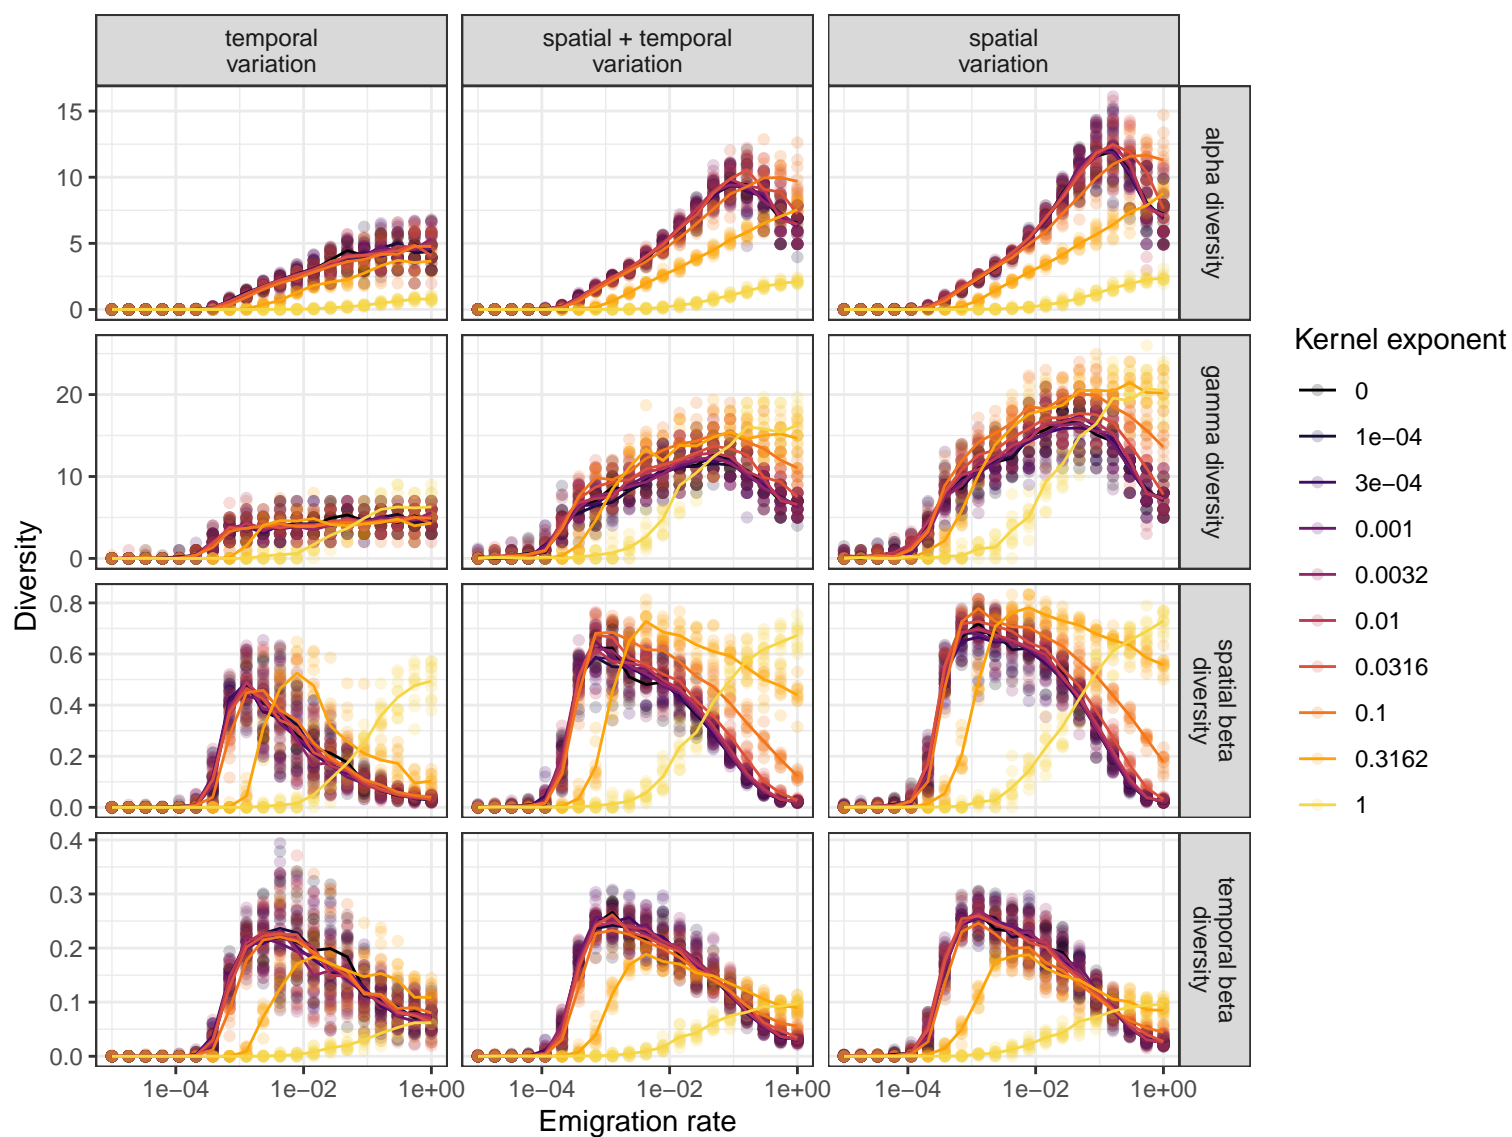 temporal
variation
spatial + temporal
variation
spatial
variation
Diversity
15
10
5
0
alpha diversity
20
10
0
gamma diversity
0.8
0.6
0.4
0.2
0.0
spatial beta
diversity
0.4
0.3
0.2
0.1
0.0
temporal beta
diversity
1e−04
1e−02
1e+00
1e−04
1e−02
1e+00
1e−04
1e−02
1e+00
Emigration rate
Kernel exponent
0
1e−04
3e−04
0.001
0.0032
0.01
0.0316
0.1
0.3162
1